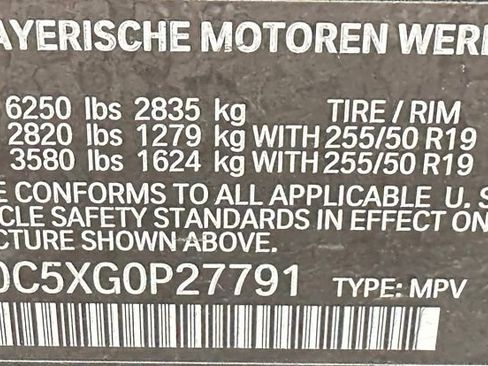 AYERISCHE MOTOREN WERK
6250 lbs 2835 kg TIRE / RIM
2820 lbs 1279 kg WITH 255/50 R19
3580 lbs 1624 kg WITH 255/50 R19
E CONFORMS TO ALL APPLICABLE U. S
CLE SAFETY STANDARDS IN EFFECT ON
CTURE SHOWN ABOVE.
0C5XG0P27791 TYPE: MPV